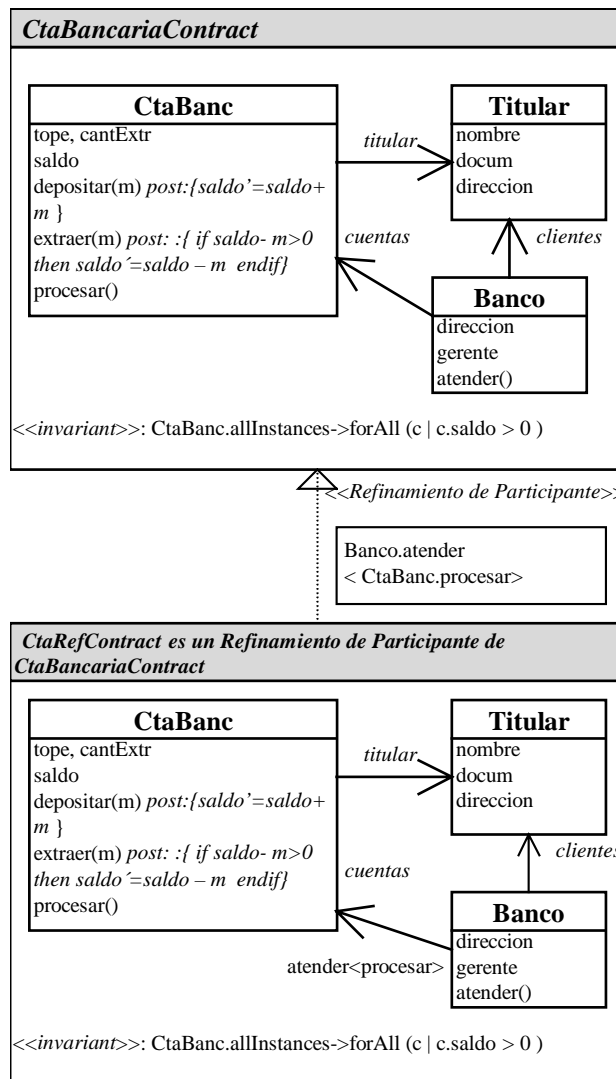 CtaBancariaContract
CtaBanc
tope, cantExtr
saldo
depositar(m) post:{saldo’=saldo+
m }
extraer(m) post: :{ if saldo- m>0
then saldo´=saldo – m  endif}
procesar()
titular
Titular
nombre
docum
direccion
cuentas
clientes
Banco
direccion
gerente
atender()
<<invariant>>: CtaBanc.allInstances->forAll (c | c.saldo > 0 )
<<Refinamiento de Participante>>
Banco.atender
< CtaBanc.procesar>
CtaRefContract es un Refinamiento de Participante de
CtaBancariaContract
CtaBanc
tope, cantExtr
saldo
depositar(m) post:{saldo’=saldo+
m }
extraer(m) post: :{ if saldo- m>0
then saldo´=saldo – m  endif}
procesar()
titular
Titular
nombre
docum
direccion
cuentas
clientes
Banco
direccion
gerente
atender()
atender<procesar>
<<invariant>>: CtaBanc.allInstances->forAll (c | c.saldo > 0 )